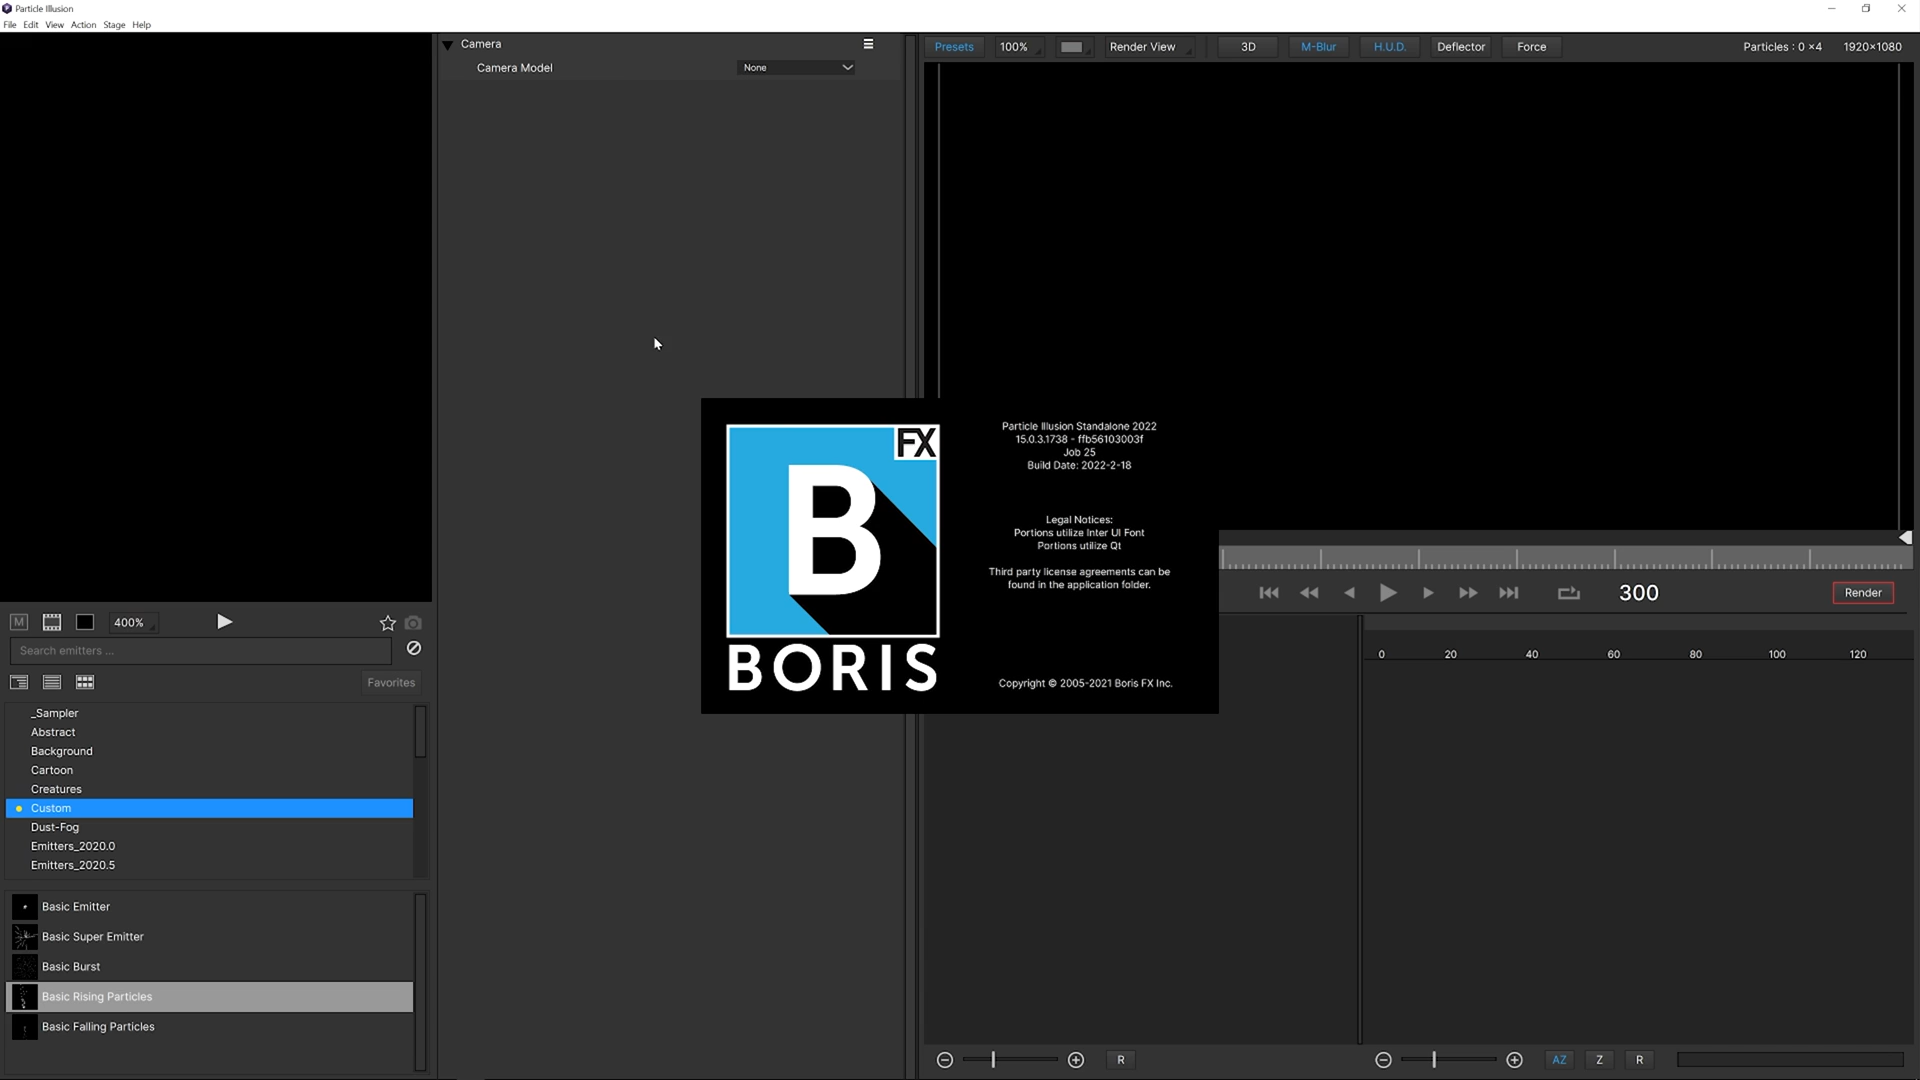 Particle Illusion
File Edit View Action Stage Help
Camera
Camera Model None
Presets 100% Render View 3D M-Blur H.U.D. Deflector Force Particles : 0 ×4 1920×1080
Particle Illusion Standalone 2022
15.0.3.1738 - ffb56103003f
Job 25
Build Date: 2022-2-18
Legal Notices:
Portions utilize Inter UI Font
Portions utilize Qt
Third party license agreements can be
found in the application folder.
Copyright © 2005-2021 Boris FX Inc.
FX
B
BORIS
300 Render
M 400%
Search emitters ...
Favorites
_Sampler
Abstract
Background
Cartoon
Creatures
Custom
Dust-Fog
Emitters_2020.0
Emitters_2020.5
Basic Emitter
Basic Super Emitter
Basic Burst
Basic Rising Particles
Basic Falling Particles
0 20 40 60 80 100 120
R
AZ Z R